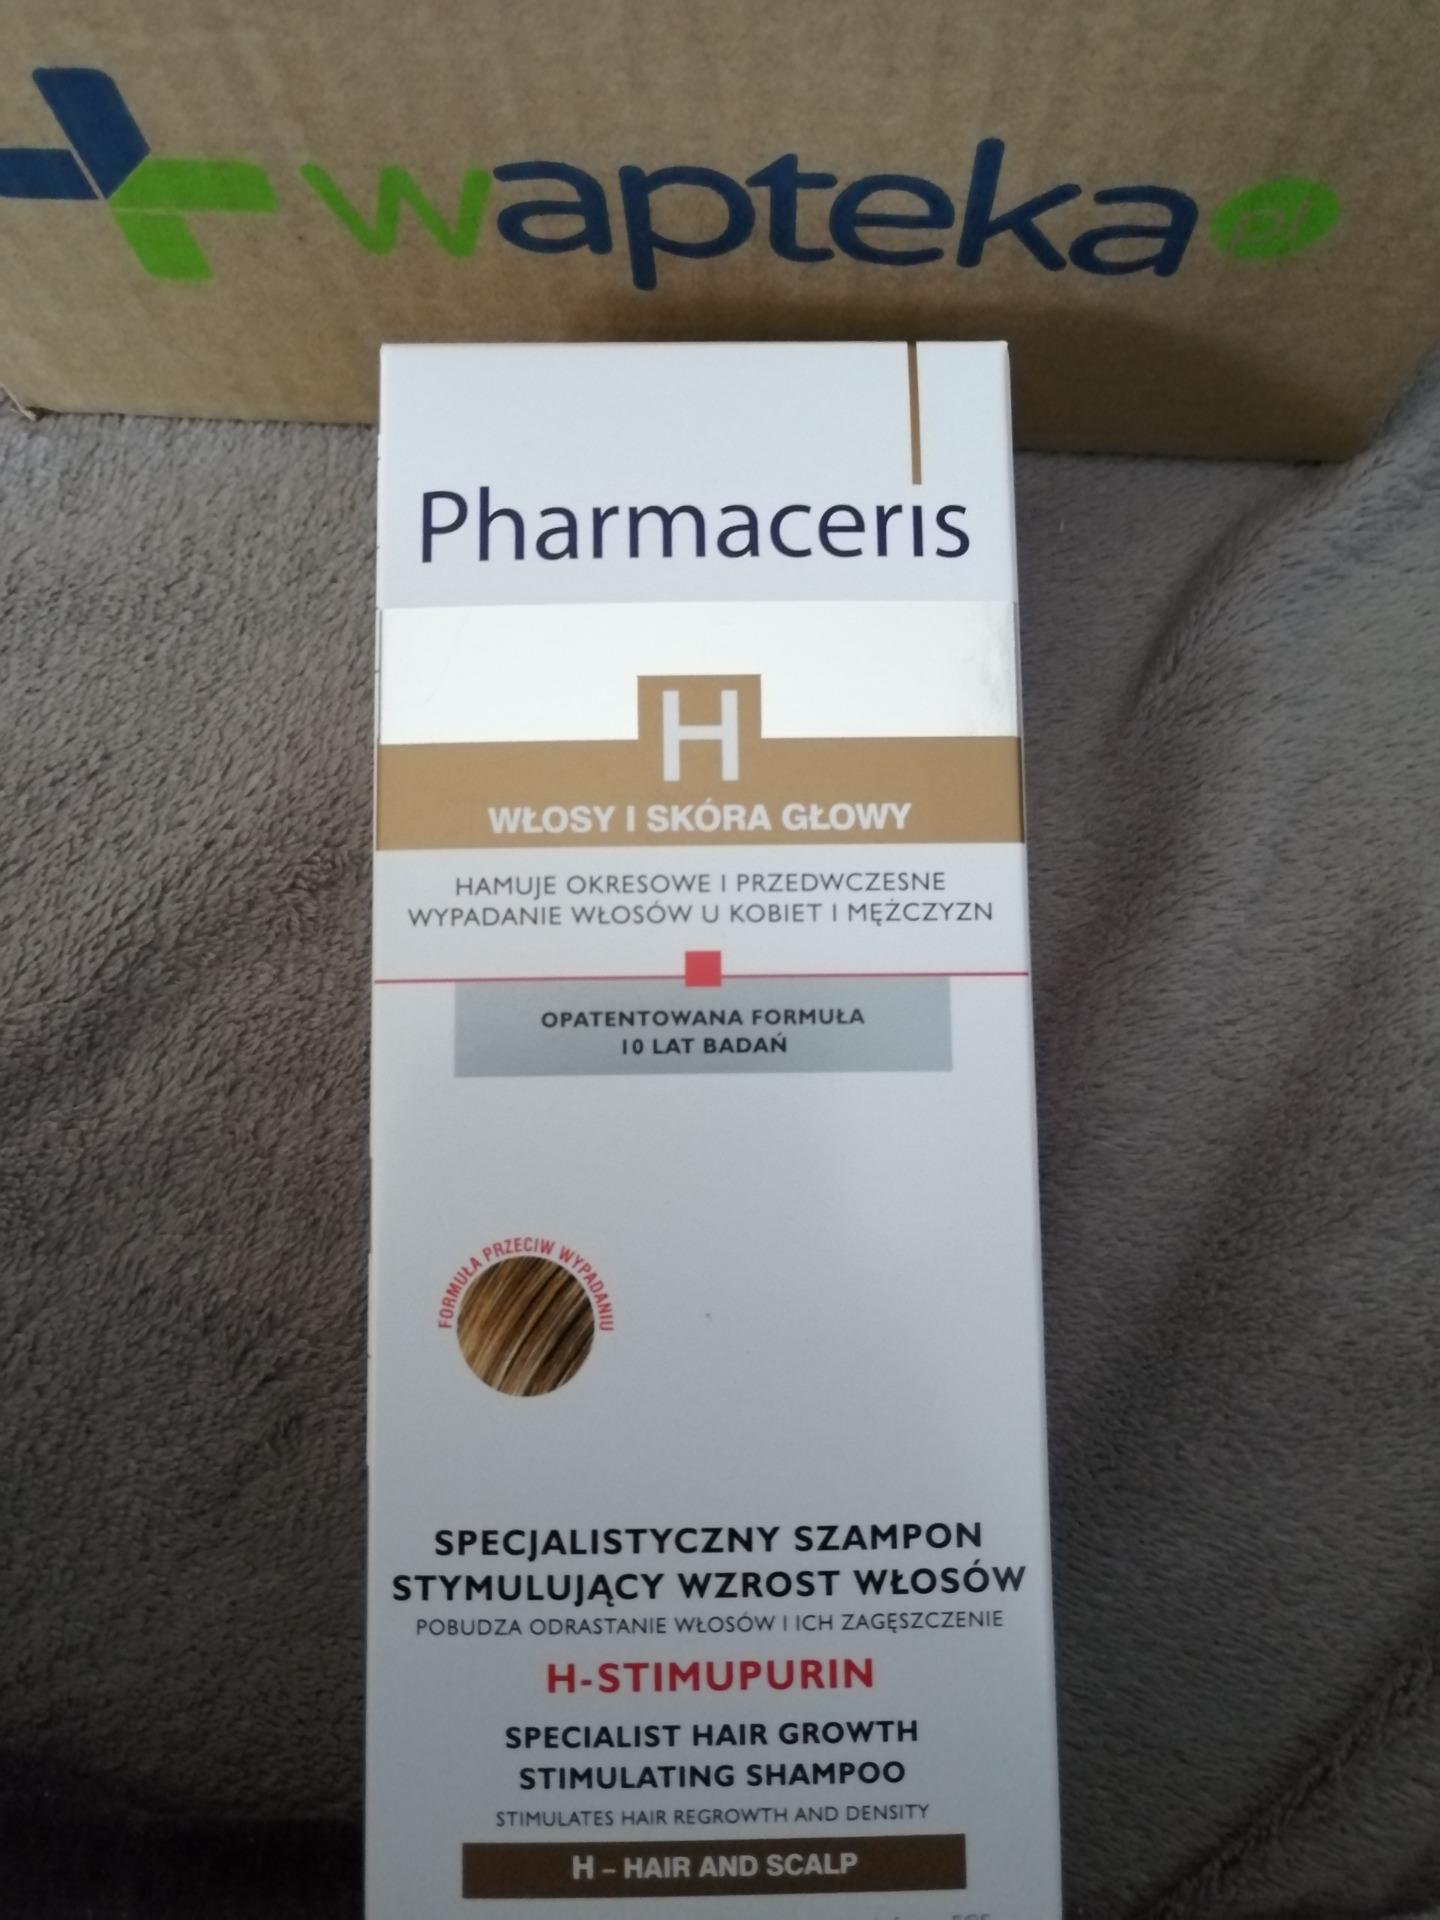 wapteka.pl
Pharmaceris
H
WŁOSY I SKÓRA GŁOWY
HAMUJE OKRESOWE I PRZEDWCZESNE
WYPADANIE WŁOSÓW U KOBIET I MĘŻCZYZN
OPATENTOWANA FORMUŁA
10 LAT BADAŃ
FORMUŁA PRZECIW WYPADANIU
SPECJALISTYCZNY SZAMPON
STYMULUJĄCY WZROST WŁOSÓW
POBUDZA ODRASTANIE WŁOSÓW I ICH ZAGĘSZCZENIE
H-STIMUPURIN
SPECIALIST HAIR GROWTH
STIMULATING SHAMPOO
STIMULATES HAIR REGROWTH AND DENSITY
H – HAIR AND SCALP